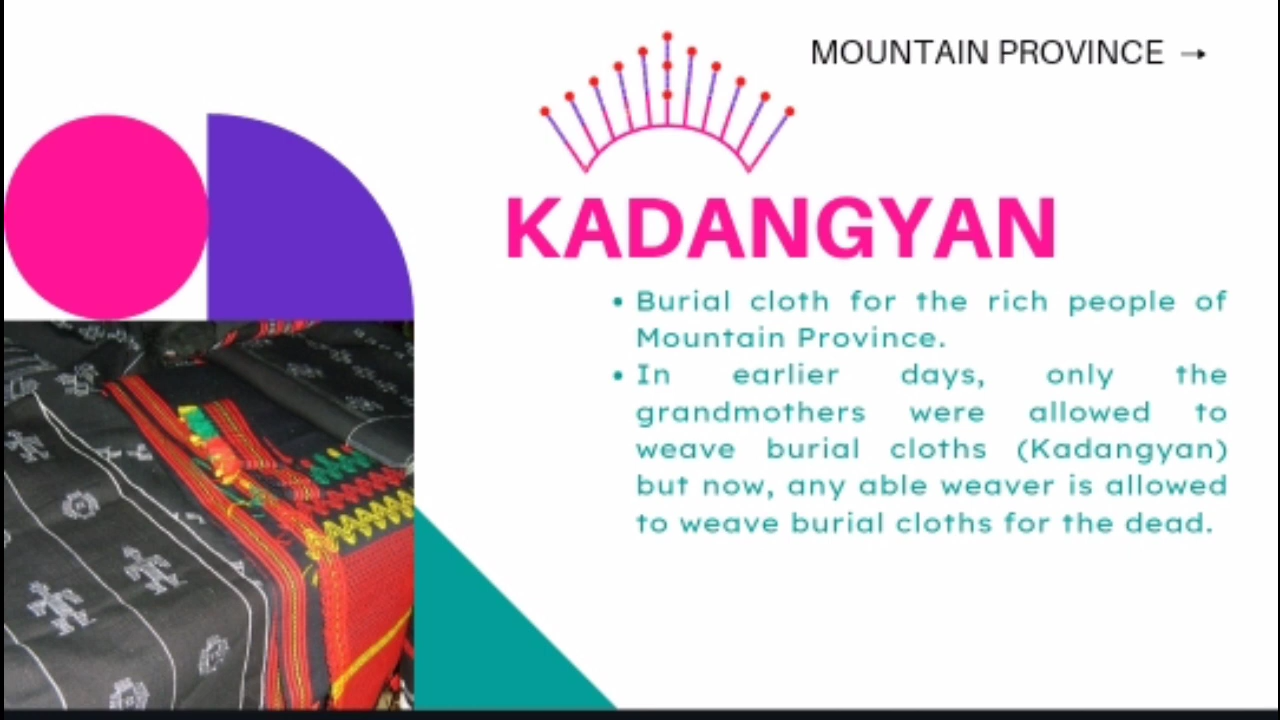 MOUNTAIN PROVINCE →
KADANGYAN
• Burial cloth for the rich people of
Mountain Province.
• In earlier days, only the
grandmothers were allowed to
weave burial cloths (Kadangyan)
but now, any able weaver is allowed
to weave burial cloths for the dead.